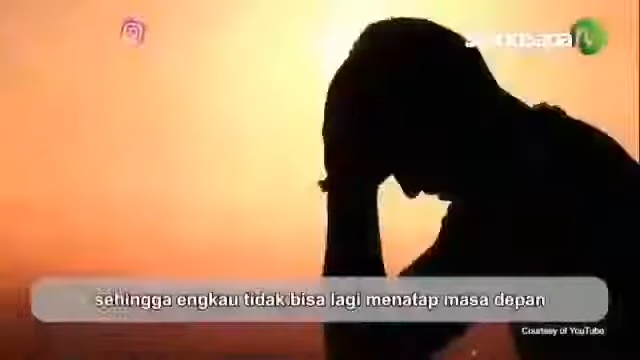 sehingga engkau tidak bisa lagi menatap masa depan
Courtesy of YouTube